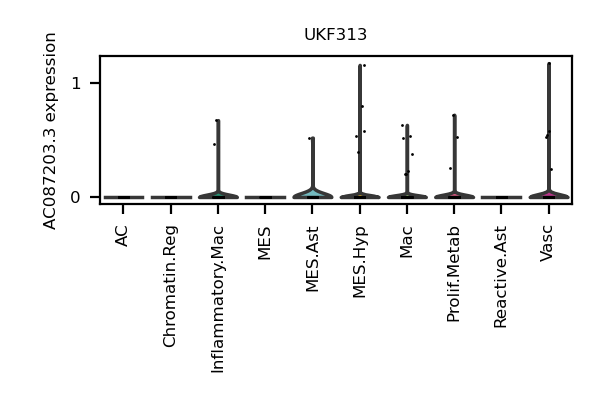 UKF313
AC087203.3 expression
1
0
AC
Chromatin.Reg
Inflammatory.Mac
MES
MES.Ast
MES.Hyp
Mac
Prolif.Metab
Reactive.Ast
Vasc